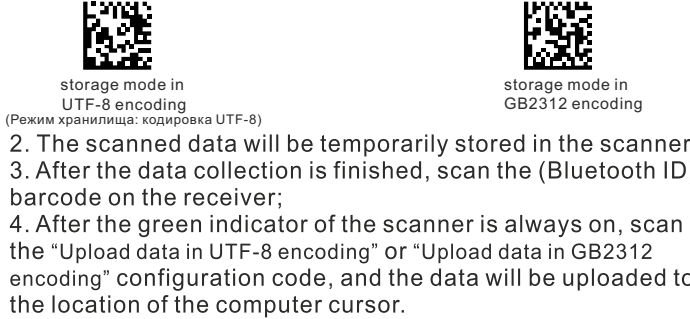 storage mode in
UTF-8 encoding
(Режим хранилища: кодировка UTF-8)
storage mode in
GB2312 encoding
2. The scanned data will be temporarily stored in the scanner
3. After the data collection is finished, scan the (Bluetooth ID
barcode on the receiver;
4. After the green indicator of the scanner is always on, scan
the “Upload data in UTF-8 encoding” or “Upload data in GB2312
encoding” configuration code, and the data will be uploaded to
the location of the computer cursor.